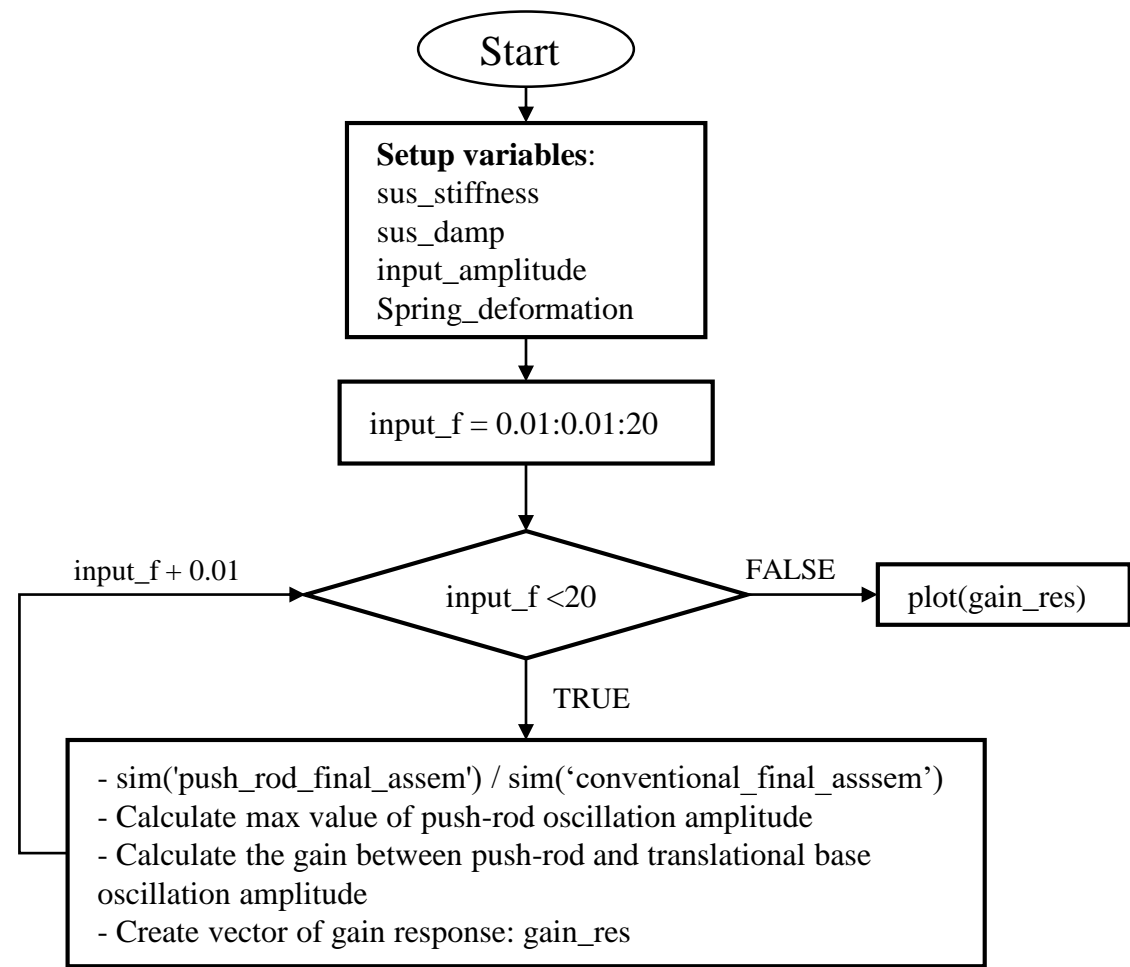 Start
Setup variables:
sus_stiffness
sus_damp
input_amplitude
Spring_deformation
input_f = 0.01:0.01:20
input_f + 0.01
input_f <20
FALSE
plot(gain_res)
TRUE
- sim('push_rod_final_assem') / sim(‘conventional_final_asssem’)
- Calculate max value of push-rod oscillation amplitude
- Calculate the gain between push-rod and translational base
oscillation amplitude
- Create vector of gain response: gain_res